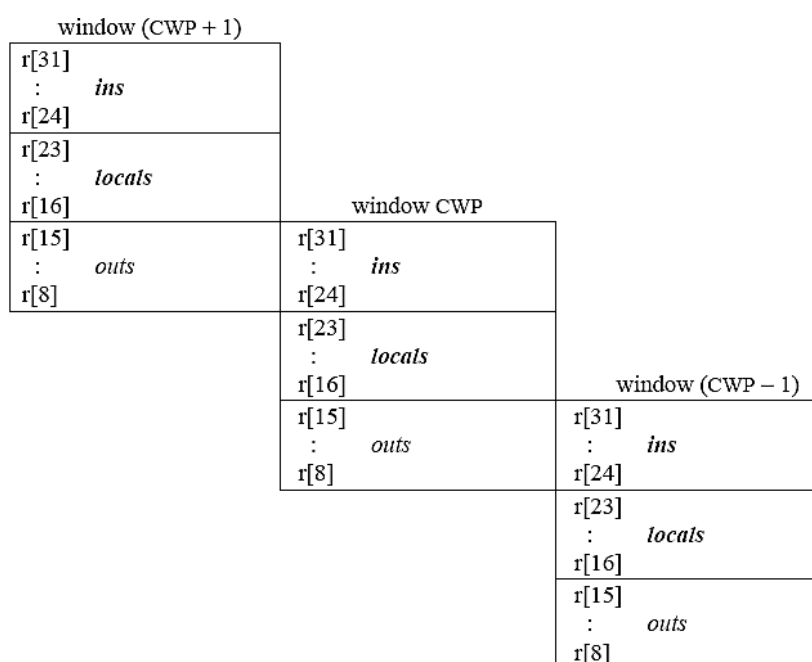 window (CWP + 1)
r[31]
: ins
r[24]
r[23]
: locals
r[16]
r[15]
: outs
r[8]
window CWP
r[31]
: ins
r[24]
r[23]
: locals
r[16]
r[15]
: outs
r[8]
window (CWP – 1)
r[31]
: ins
r[24]
r[23]
: locals
r[16]
r[15]
: outs
r[8]